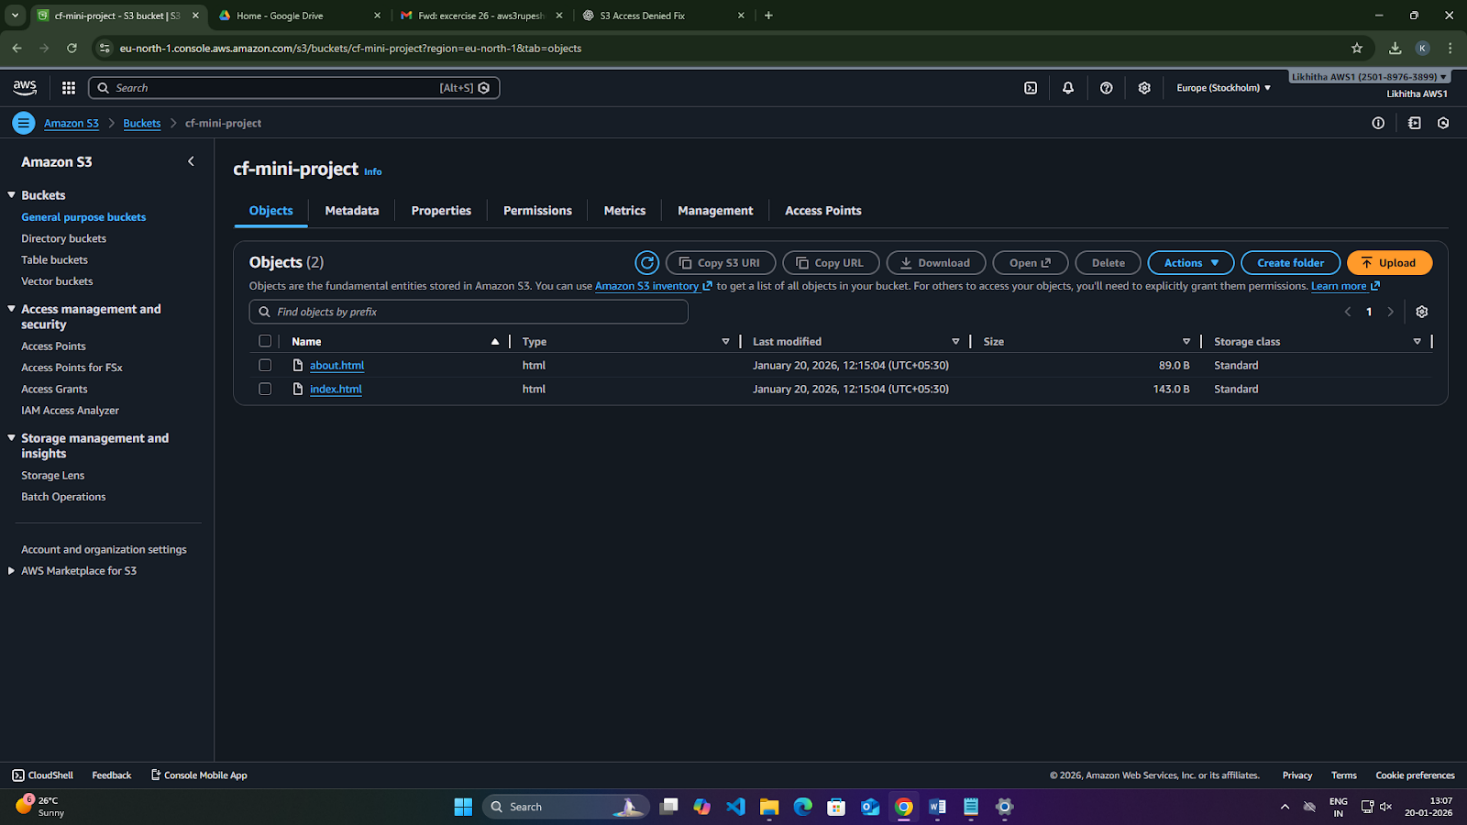 cf-mini-project - S3 bucket | S3
Home - Google Drive
Fwd: excercise 26 - aws3rupesh
S3 Access Denied Fix
eu-north-1.console.aws.amazon.com/s3/buckets/cf-mini-project?region=eu-north-1&tab=objects
K
aws
Search
[Alt+S]
Europe (Stockholm)
Likhitha AWS1 (2501-8976-3899)
Likhitha AWS1
Amazon S3
Buckets
cf-mini-project
Amazon S3
Buckets
General purpose buckets
Directory buckets
Table buckets
Vector buckets
Access management and
security
Access Points
Access Points for FSx
Access Grants
IAM Access Analyzer
Storage management and
insights
Storage Lens
Batch Operations
Account and organization settings
AWS Marketplace for S3
cf-mini-project Info
Objects
Metadata
Properties
Permissions
Metrics
Management
Access Points
Objects (2)
Copy S3 URI
Copy URL
Download
Open
Delete
Actions
Create folder
Upload
Objects are the fundamental entities stored in Amazon S3. You can use Amazon S3 inventory to get a list of all objects in your bucket. For others to access your objects, you'll need to explicitly grant them permissions. Learn more
Find objects by prefix
1
Name Type Last modified Size Storage class
about.html html January 20, 2026, 12:15:04 (UTC+05:30) 89.0 B Standard
index.html html January 20, 2026, 12:15:04 (UTC+05:30) 143.0 B Standard
CloudShell
Feedback
Console Mobile App
© 2026, Amazon Web Services, Inc. or its affiliates.
Privacy
Terms
Cookie preferences
6
26°C
Sunny
Search
ENG
IN
13:07
20-01-2026